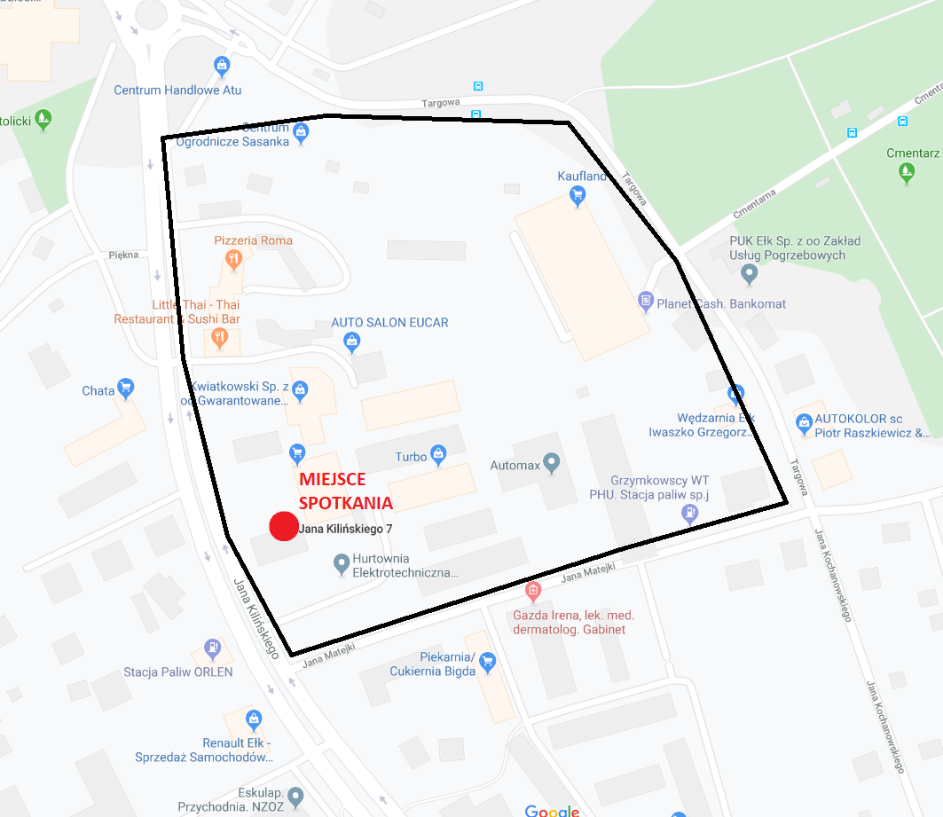 Centrum Handlowe Atu
Targowa
tolicki
Centrum
Ogrodnicze Sasanka
Cmenta
Cmentarz
Kaufland
Targowa
Cmentarna
Piękna
Pizzeria Roma
PUK Ełk Sp. z oo Zakład
Usług Pogrzebowych
Little Thai - Thai
Restaurant & Sushi Bar
Planet Cash. Bankomat
AUTO SALON EUCAR
Chata
Kwiatkowski Sp. z
oo Gwarantowane...
Wędzarnia Ełk
Iwaszko Grzegorz...
AUTOKOLOR sc
Piotr Raszkiewicz &...
Turbo
Automax
Targowa
MIEJSCE
SPOTKANIA
Jana Kilińskiego 7
Grzymkowscy WT
PHU. Stacja paliw sp.j
Hurtownia
Elektrotechniczna...
Jana Matejki
Jana Kilińskiego
Jana Kochanowskiego
Gazda Irena, lek. med.
dermatolog. Gabinet
Jana Matejki
Stacja Paliw ORLEN
Piekarnia/
Cukiernia Bigda
Jana Kochanowskiego
Renault Ełk -
Sprzedaż Samochodów...
Eskulap.
Przychodnia. NZOZ
Google